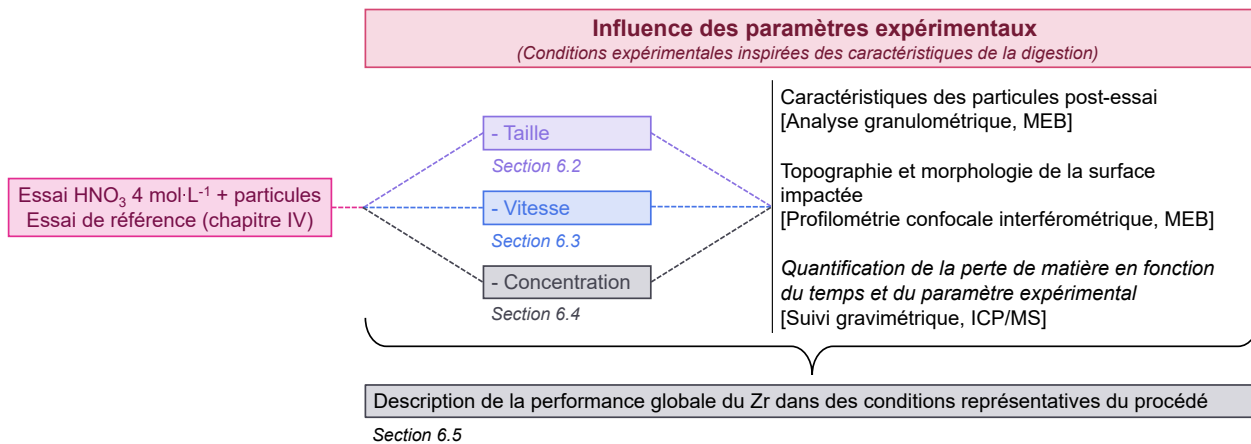 Influence des paramètres expérimentaux
(Conditions expérimentales inspirées des caractéristiques de la digestion)
Essai HNO₃ 4 mol·L⁻¹ + particules
Essai de référence (chapitre IV)
- Taille
Section 6.2
- Vitesse
Section 6.3
- Concentration
Section 6.4
Caractéristiques des particules post-essai
[Analyse granulométrique, MEB]
Topographie et morphologie de la surface
impactée
[Profilométrie confocale interférométrique, MEB]
Quantification de la perte de matière en fonction
du temps et du paramètre expérimental
[Suivi gravimétrique, ICP/MS]
Description de la performance globale du Zr dans des conditions représentatives du procédé
Section 6.5